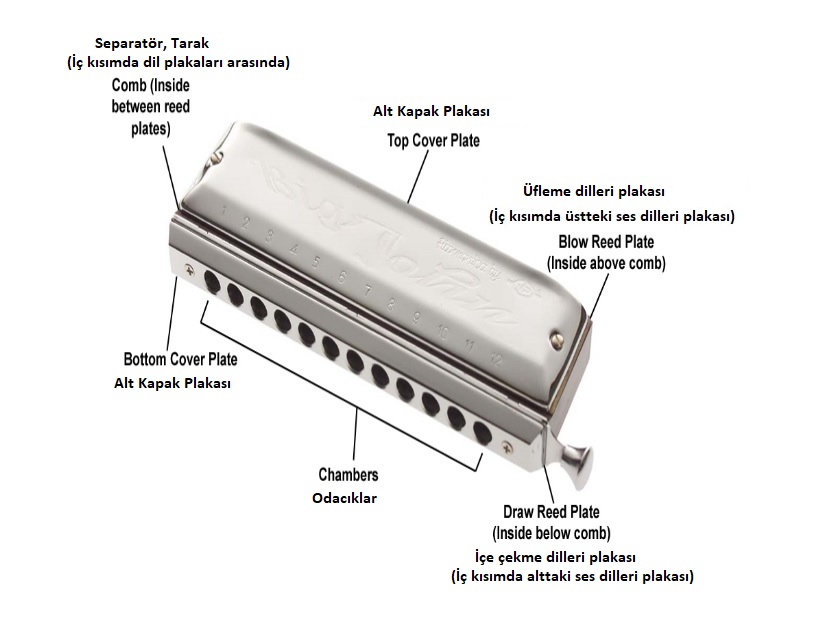 Separatör, Tarak
(İç kısımda dil plakaları arasında)
Comb (Inside
between reed
plates)
Alt Kapak Plakası
Top Cover Plate
Üfleme dilleri plakası
(İç kısımda üstteki ses dilleri plakası)
Blow Reed Plate
(Inside above comb)
1 2 3 4 5 6 7 8 9 10 11 12
Bottom Cover Plate
Alt Kapak Plakası
Chambers
Odacıklar
Draw Reed Plate
(Inside below comb)
İçe çekme dilleri plakası
(İç kısımda alttaki ses dilleri plakası)